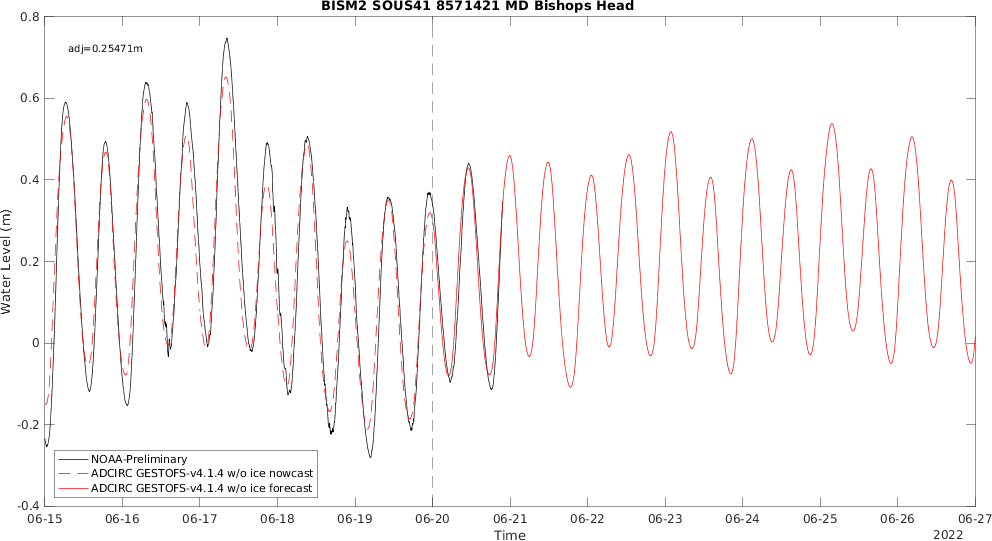 BISM2 SOUS41 8571421 MD Bishops Head
adj=0.25471m
0.8
0.6
0.4
0.2
0
-0.2
-0.4
Water Level (m)
NOAA-Preliminary
ADCIRC GESTOFS-v4.1.4 w/o ice nowcast
ADCIRC GESTOFS-v4.1.4 w/o ice forecast
06-15 06-16 06-17 06-18 06-19 06-20 06-21 06-22 06-23 06-24 06-25 06-26 06-27
Time
2022